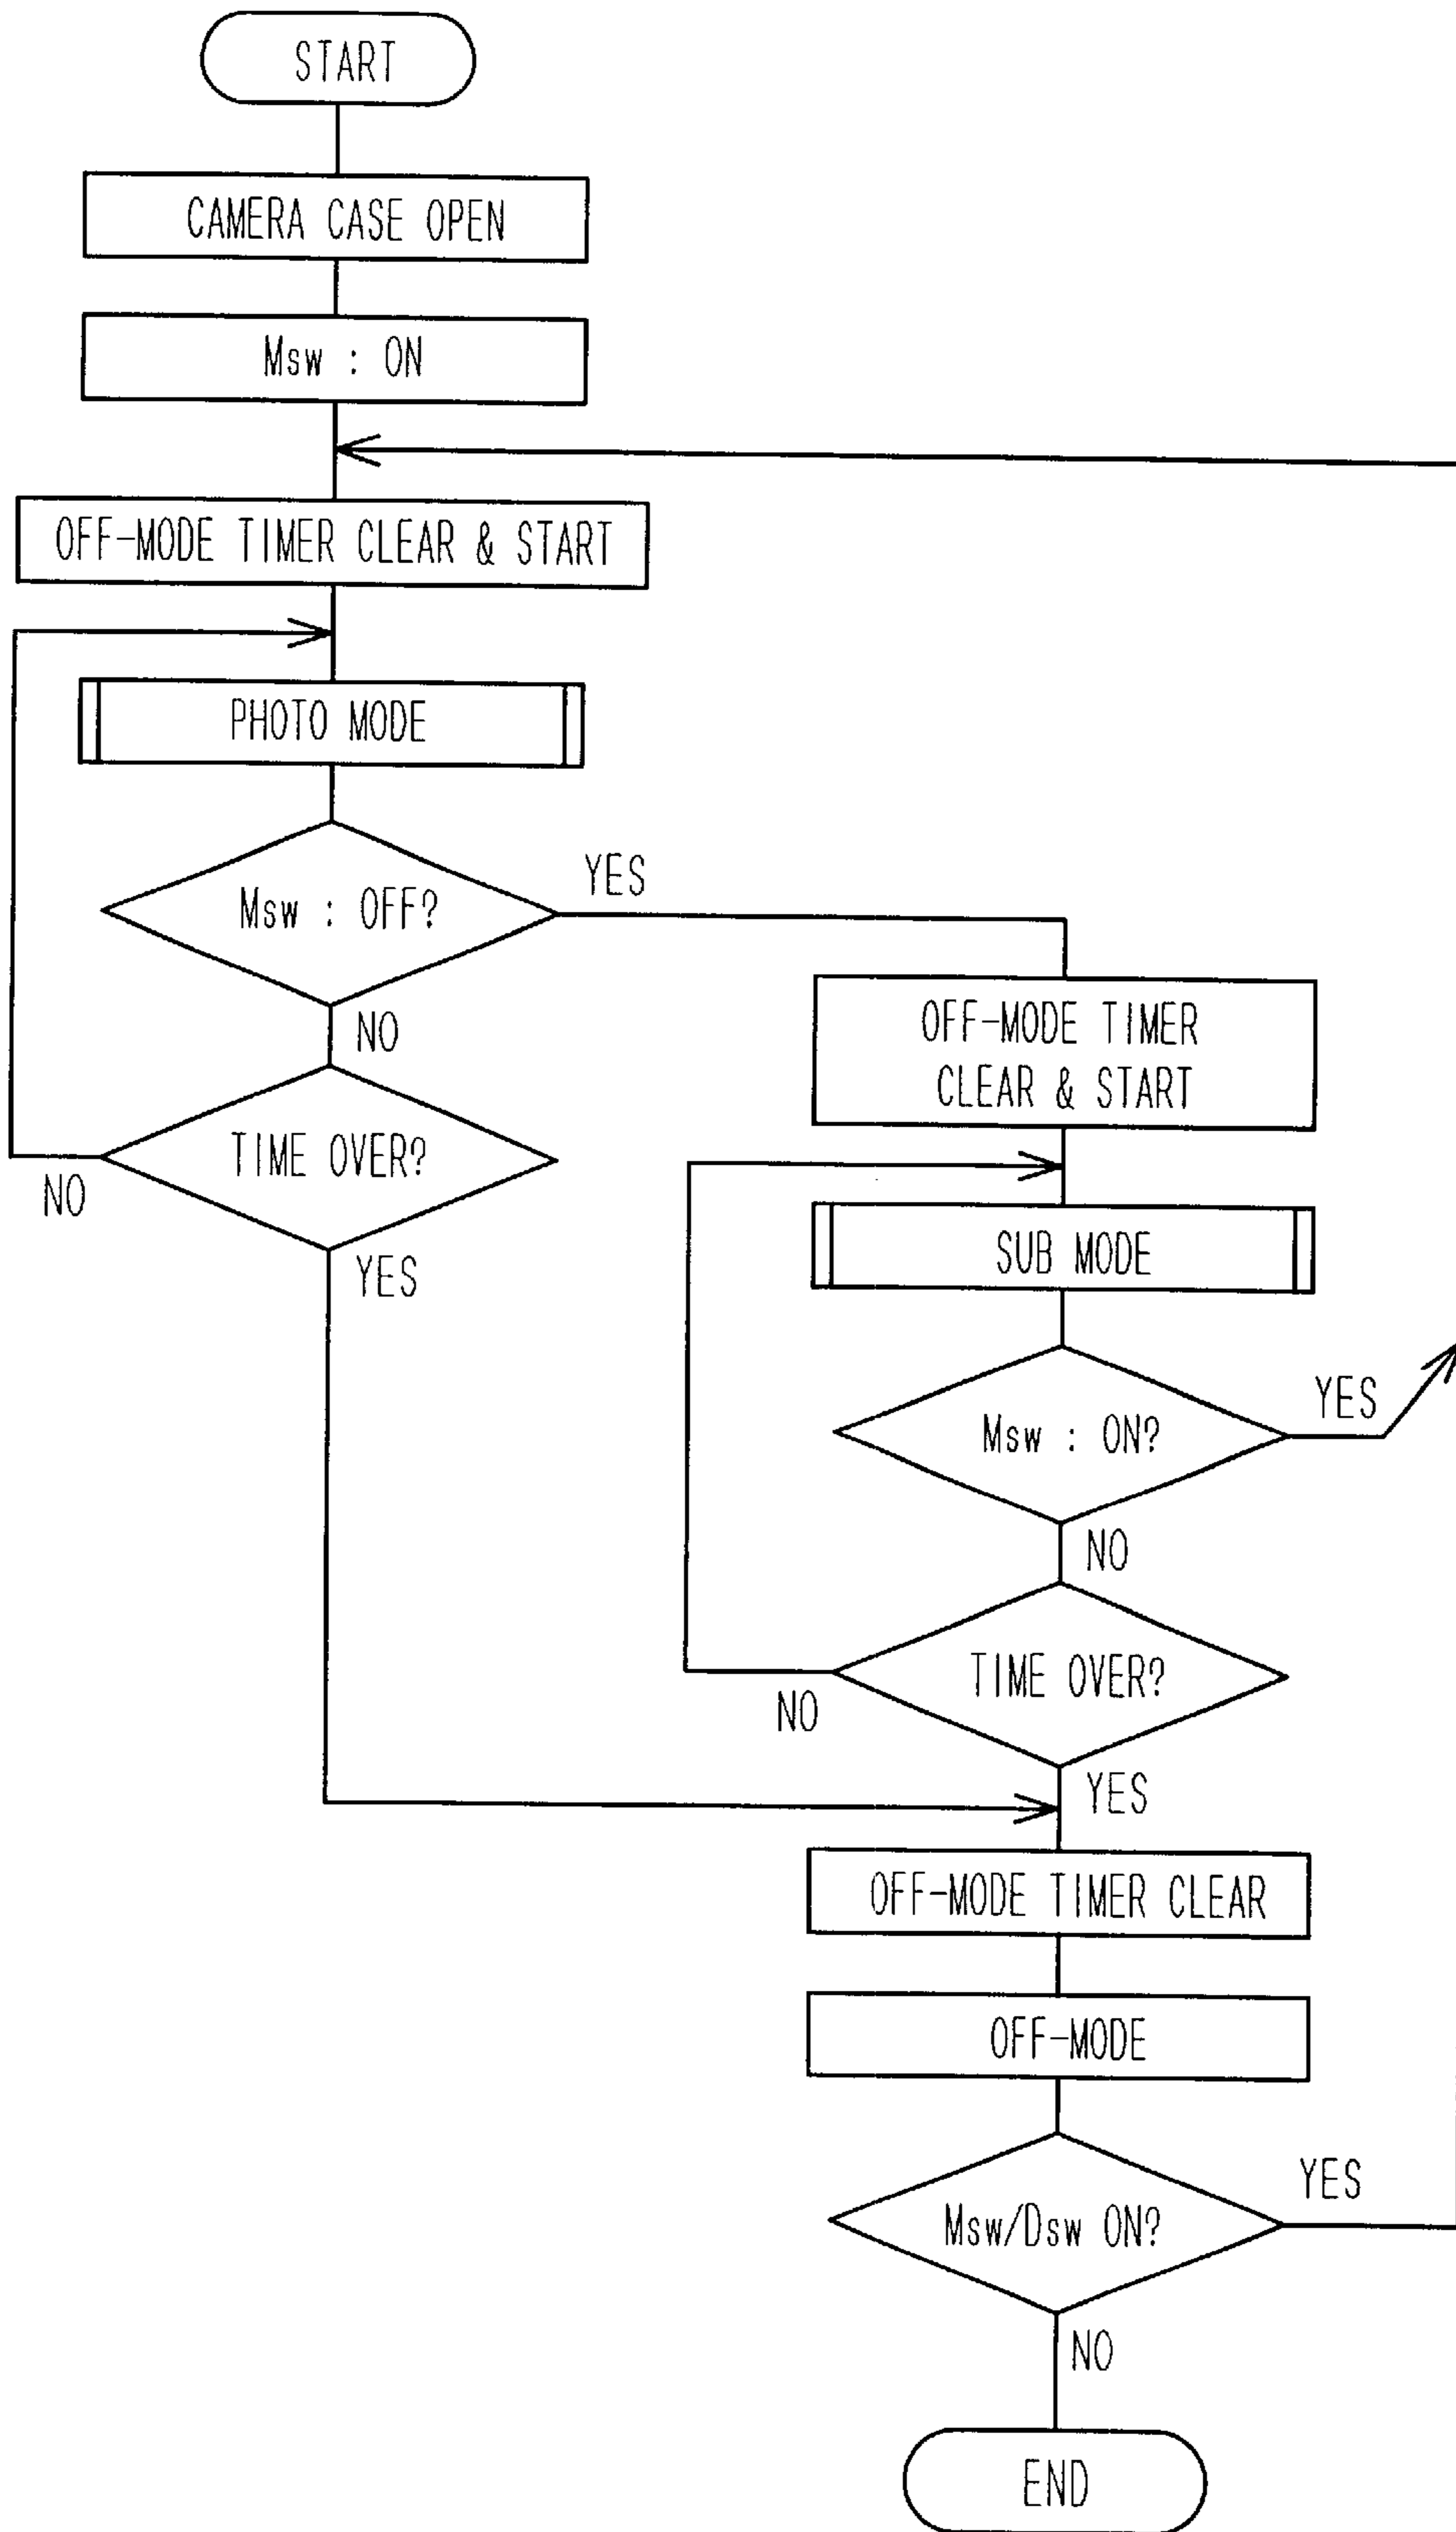 START
CAMERA CASE OPEN
Msw : ON
OFF-MODE TIMER CLEAR & START
PHOTO MODE
Msw : OFF?
YES
NO
TIME OVER?
NO
YES
OFF-MODE TIMER
CLEAR & START
SUB MODE
Msw : ON?
YES
NO
TIME OVER?
NO
YES
OFF-MODE TIMER CLEAR
OFF-MODE
Msw/Dsw ON?
YES
NO
END